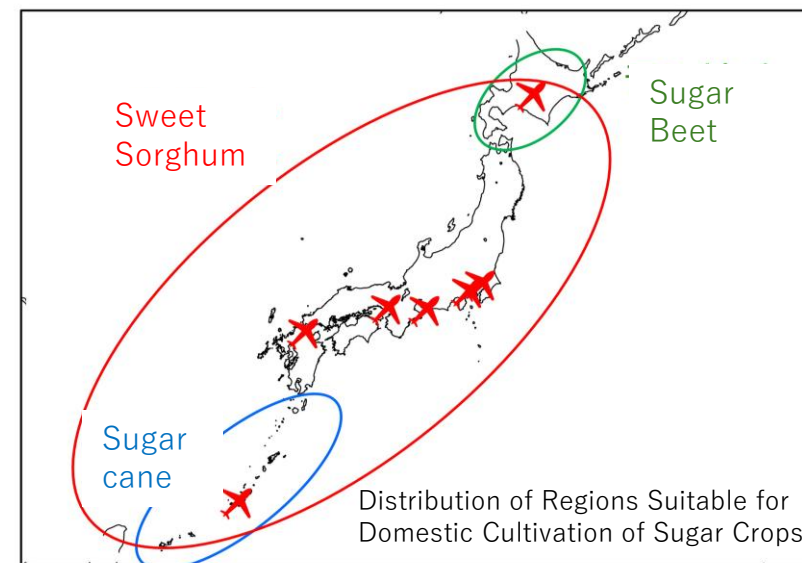 Sweet
Sorghum
Sugar
Beet
Sugar
cane
Distribution of Regions Suitable for
Domestic Cultivation of Sugar Crops